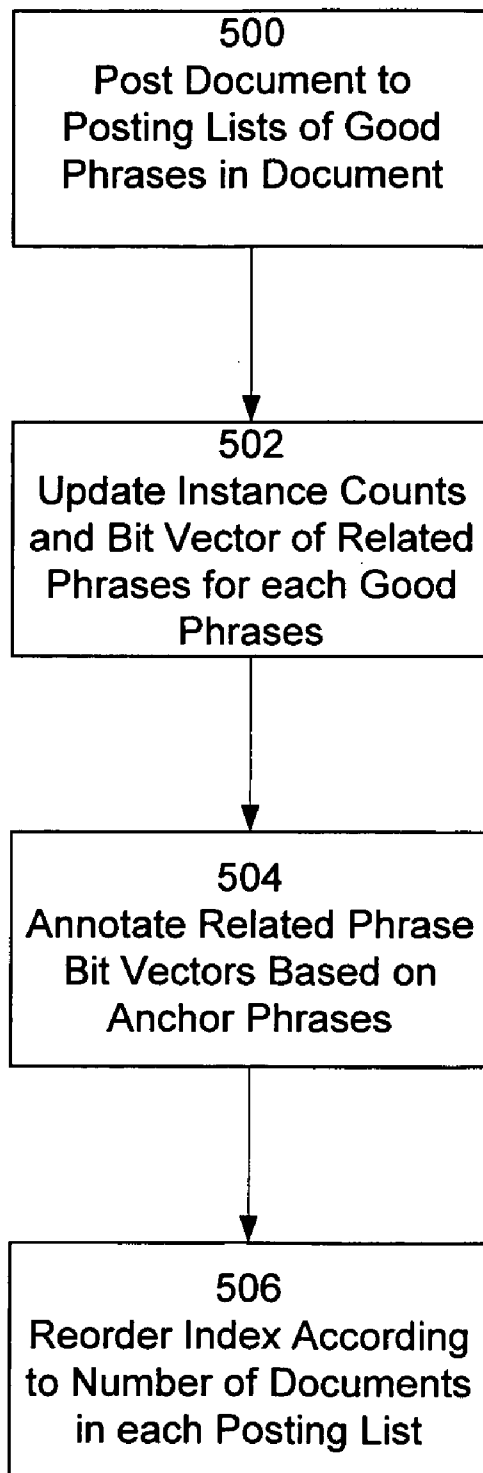 500
Post Document to
Posting Lists of Good
Phrases in Document
502
Update Instance Counts
and Bit Vector of Related
Phrases for each Good
Phrases
504
Annotate Related Phrase
Bit Vectors Based on
Anchor Phrases
506
Reorder Index According
to Number of Documents
in each Posting List